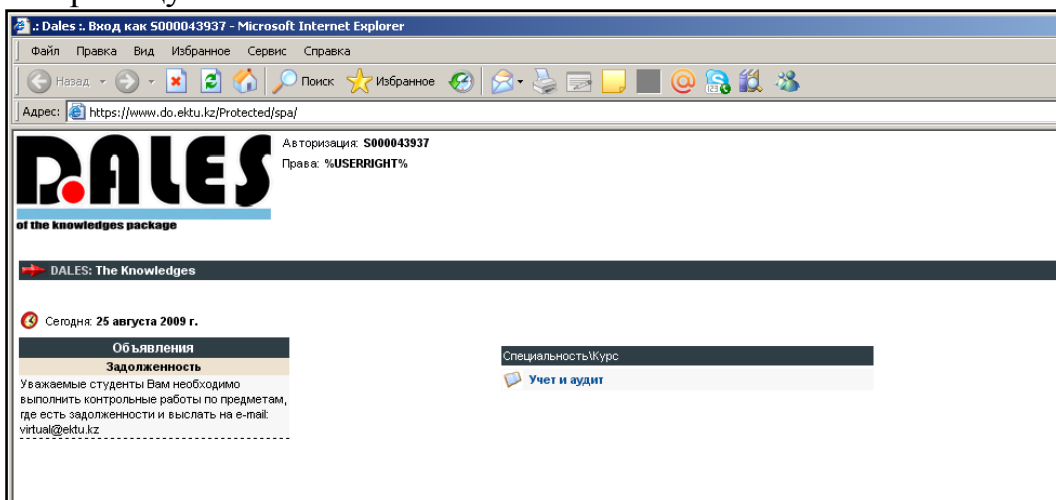 .: Dales :. Вход как S000043937 - Microsoft Internet Explorer
Файл Правка Вид Избранное Сервис Справка
Назад Поиск Избранное
Адрес: https://www.do.ektu.kz/Protected/spa/
DALES
of the knowledges package
Авторизация: S000043937
Права: %USERRIGHT%
DALES: The Knowledges
Сегодня: 25 августа 2009 г.
Объявления
Задолженность
Уважаемые студенты Вам необходимо
выполнить контрольные работы по предметам,
где есть задолженности и выслать на e-mail:
virtual@ektu.kz
Специальность\Курс
Учет и аудит